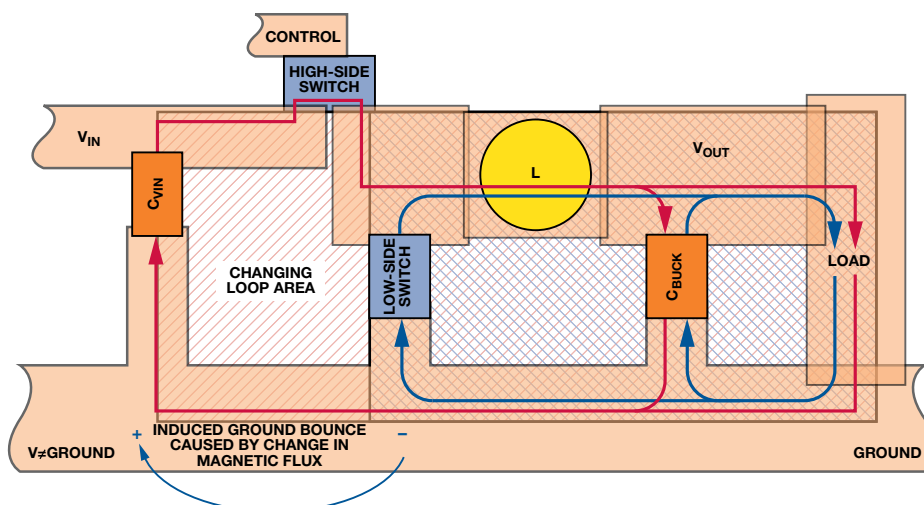 CONTROL
HIGH-SIDE
SWITCH
VIN
CVIN
L
VOUT
CHANGING
LOOP AREA
LOW-SIDE
SWITCH
CBUCK
LOAD
+
INDUCED GROUND BOUNCE
CAUSED BY CHANGE IN
MAGNETIC FLUX
–
V≠GROUND
GROUND